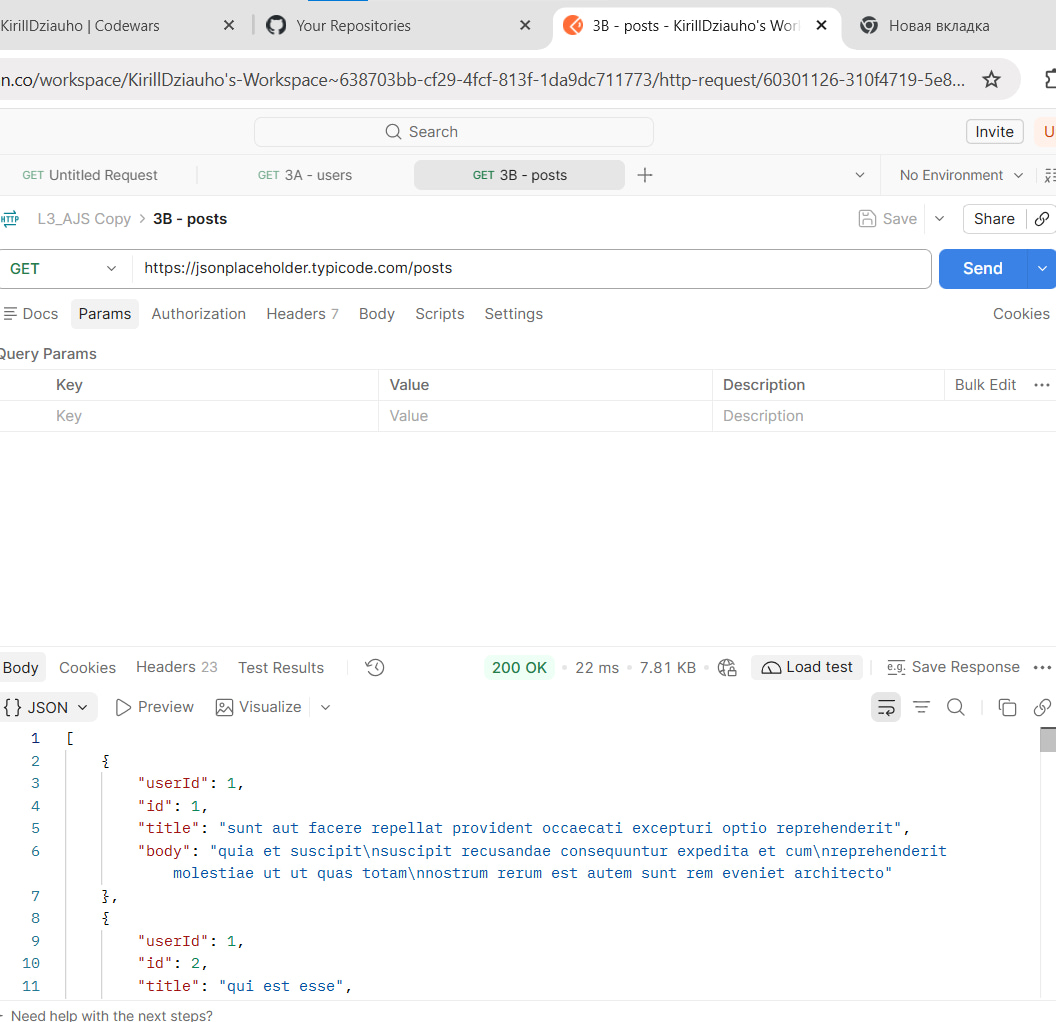 KirillDziauho | Codewars
Your Repositories
3B - posts - KirillDziauho's Wor
Новая вкладка
n.co/workspace/KirillDziauho's-Workspace~638703bb-cf29-4fcf-813f-1da9dc711773/http-request/60301126-310f4719-5e8...
Search
Invite
U
GET Untitled Request
GET 3A - users
GET 3B - posts
No Environment
HTTP L3_AJS Copy > 3B - posts
Save
Share
GET
https://jsonplaceholder.typicode.com/posts
Send
Docs Params Authorization Headers 7 Body Scripts Settings Cookies
Query Params
Key Value Description Bulk Edit ...
Key Value Description
Body Cookies Headers 23 Test Results
200 OK • 22 ms • 7.81 KB •
Load test
e.g. Save Response ...
{} JSON Preview Visualize
1 [
2 {
3 "userId": 1,
4 "id": 1,
5 "title": "sunt aut facere repellat provident occaecati excepturi optio reprehenderit",
6 "body": "quia et suscipit\nsuscipit recusandae consequuntur expedita et cum\nreprehenderit
molestiae ut ut quas totam\nnostrum rerum est autem sunt rem eveniet architecto"
7 },
8 {
9 "userId": 1,
10 "id": 2,
11 "title": "qui est esse",
Need help with the next steps?